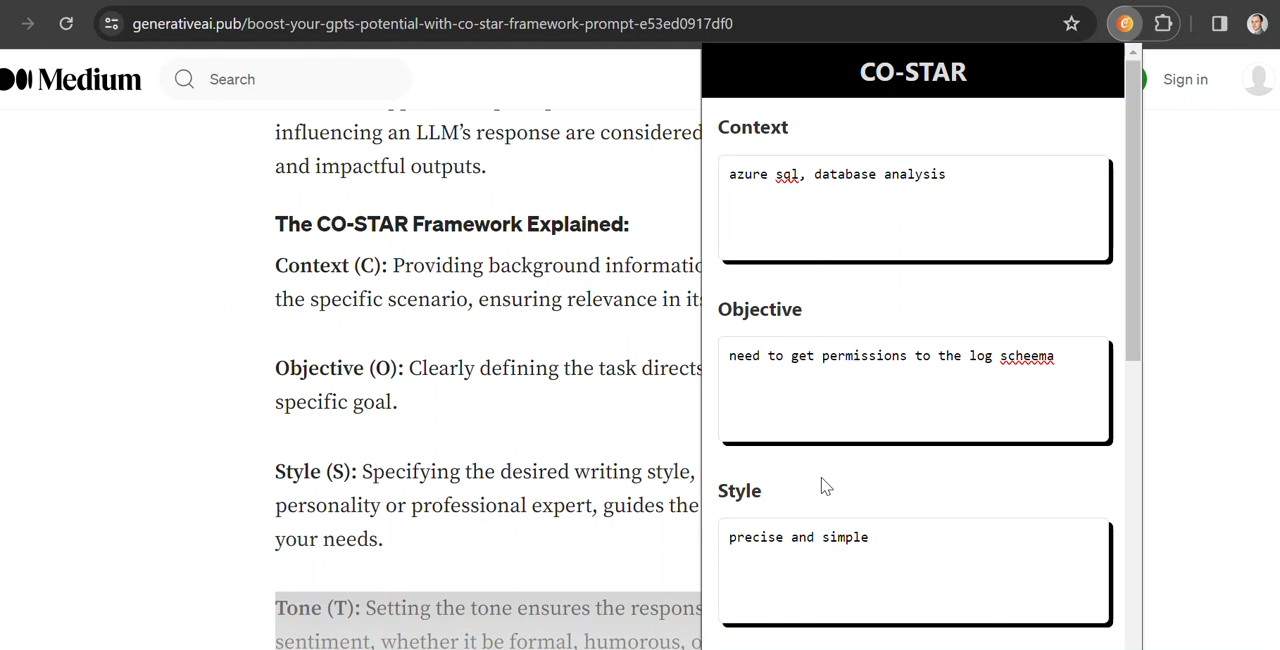 generativeai.pub/boost-your-gpts-potential-with-co-star-framework-prompt-e53ed0917df0
Medium
Search
Sign in
influencing an LLM's response are considered
and impactful outputs.
The CO-STAR Framework Explained:
Context (C): Providing background
the specific scenario, ensuring relevance in
Objective (O): Clearly defining the task directs
specific goal.
Style (S): Specifying the desired writing style,
personality or professional expert, guides the
your needs.
Tone (T): Setting the tone ensures the
sentiment, whether it be formal, humorous,
CO-STAR
Context
azure sql, database analysis
Objective
need to get permissions to the log scheema
Style
precise and simple